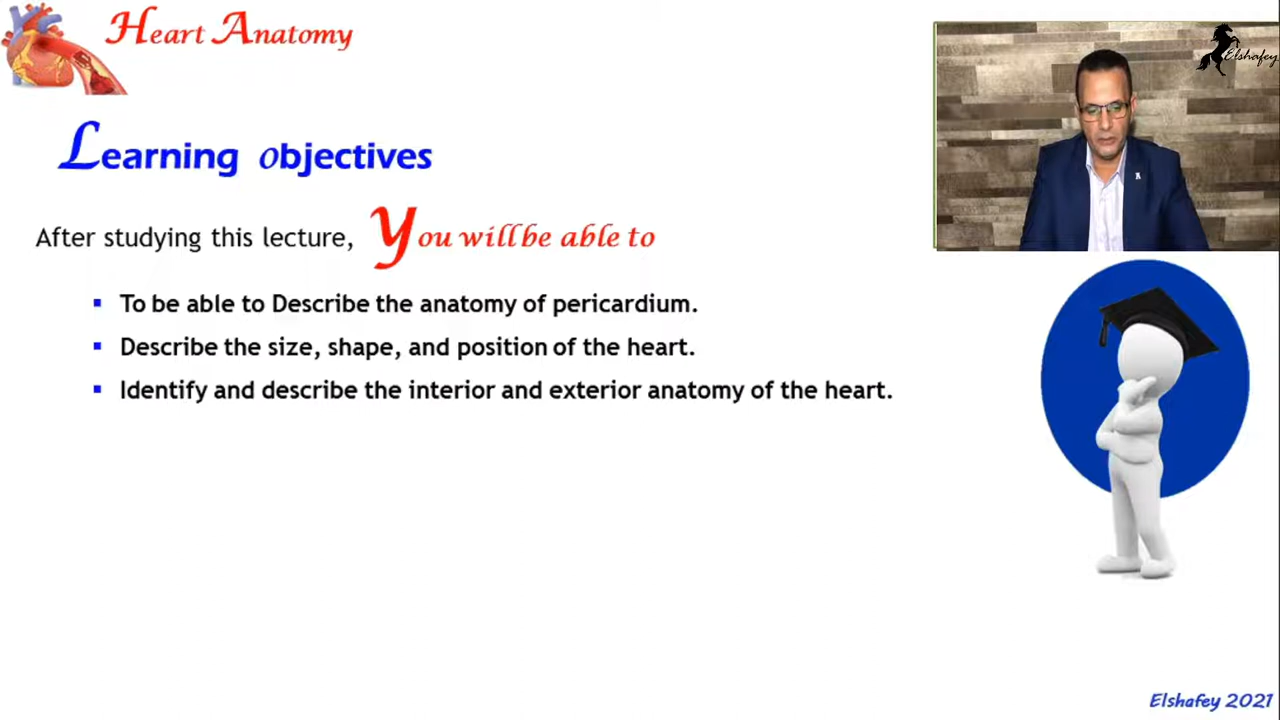 Heart Anatomy
Elshafey
Learning objectives
After studying this lecture, You will be able to
▪ To be able to Describe the anatomy of pericardium.
▪ Describe the size, shape, and position of the heart.
▪ Identify and describe the interior and exterior anatomy of the heart.
Elshafey 2021